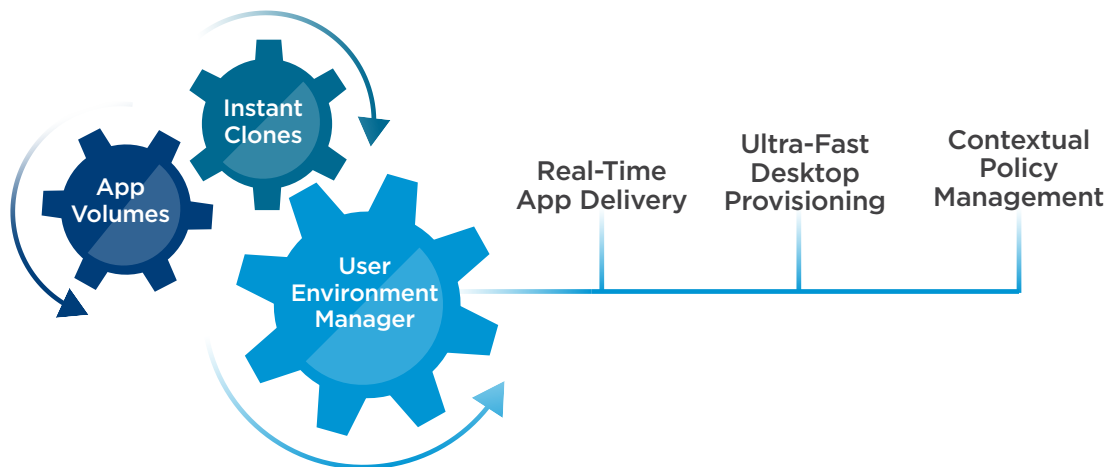 Instant
Clones
App
Volumes
User
Environment
Manager
Real-Time
App Delivery
Ultra-Fast
Desktop
Provisioning
Contextual
Policy
Management